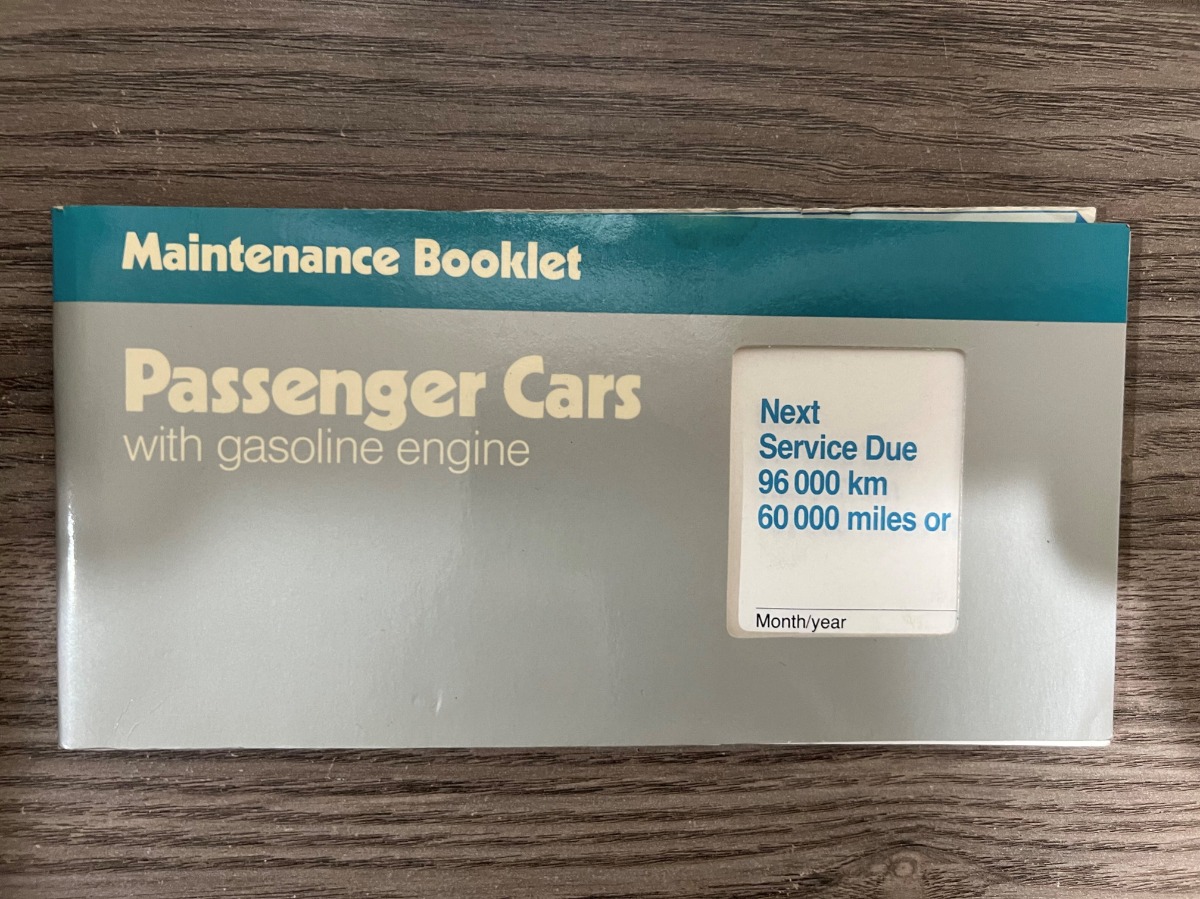 Maintenance Booklet
Passenger Cars
with gasoline engine
Next
Service Due
96 000 km
60 000 miles or
Month/year